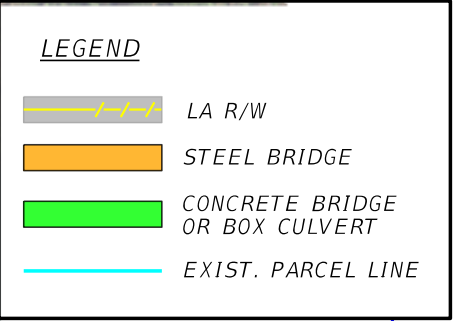 LEGEND
LA R/W
STEEL BRIDGE
CONCRETE BRIDGE
OR BOX CULVERT
EXIST. PARCEL LINE